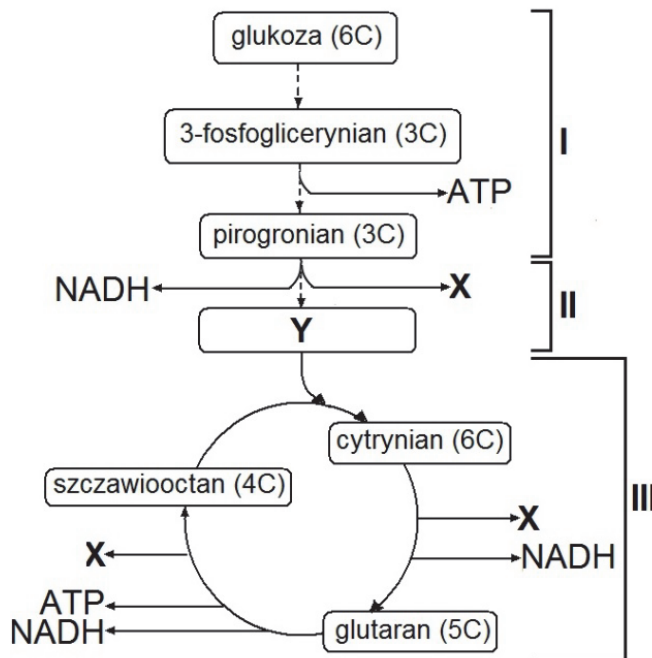 glukoza (6C)
3-fosfoglicerynian (3C)
I
ATP
pirogronian (3C)
NADH
X
II
Y
cytrynian (6C)
szczawiooctan (4C)
III
X
X
NADH
ATP
NADH
glutaran (5C)